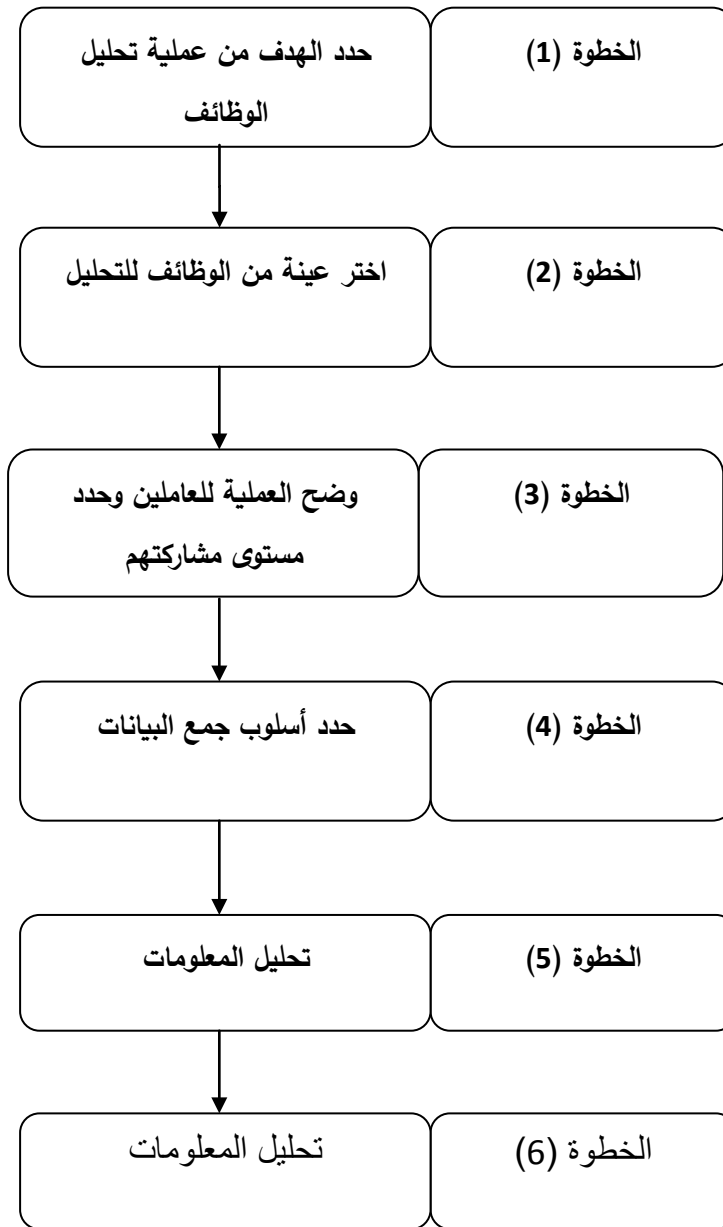 الخطوة (1)
حدد الهدف من عملية تحليل
الوظائف
الخطوة (2)
اختر عينة من الوظائف للتحليل
الخطوة (3)
وضح العملية للعاملين وحدد
مستوى مشاركتهم
الخطوة (4)
حدد أسلوب جمع البيانات
الخطوة (5)
تحليل المعلومات
الخطوة (6)
تحليل المعلومات